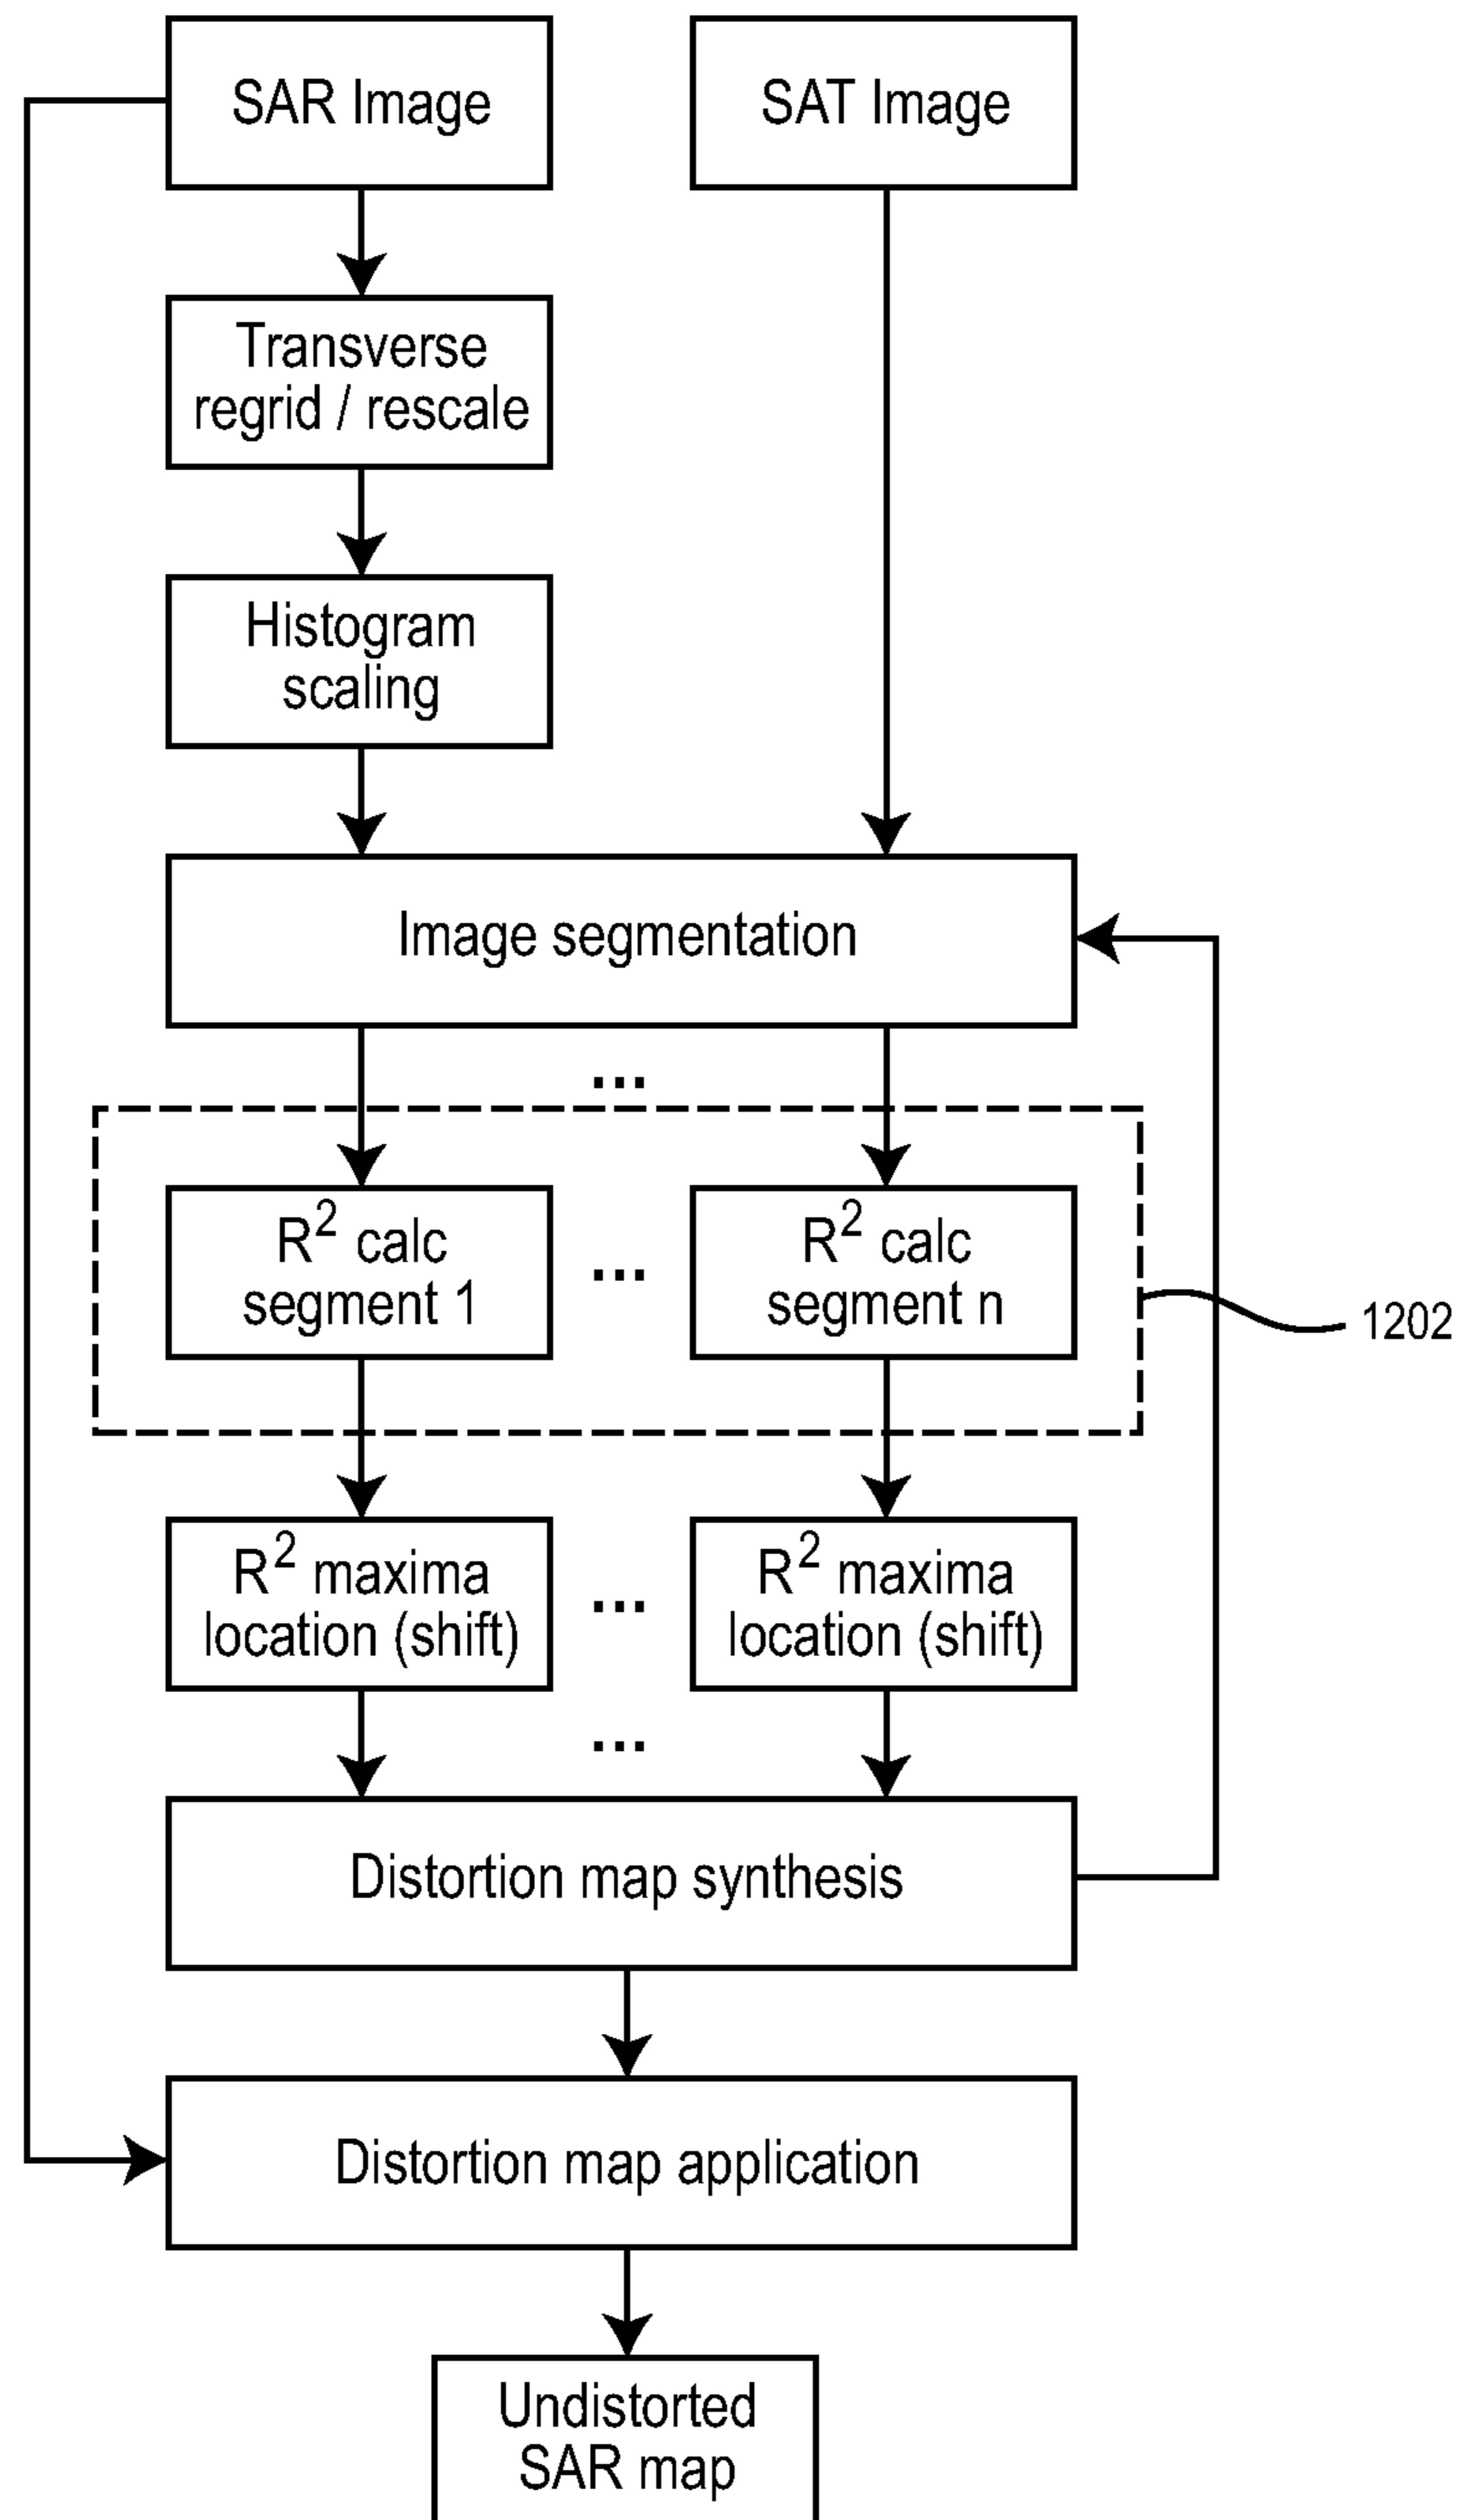 SAR Image
SAT Image
Transverse
regrid / rescale
Histogram
scaling
Image segmentation
...
R² calc
segment 1
...
R² calc
segment n
1202
R² maxima
location (shift)
...
R² maxima
location (shift)
...
Distortion map synthesis
Distortion map application
Undistorted
SAR map